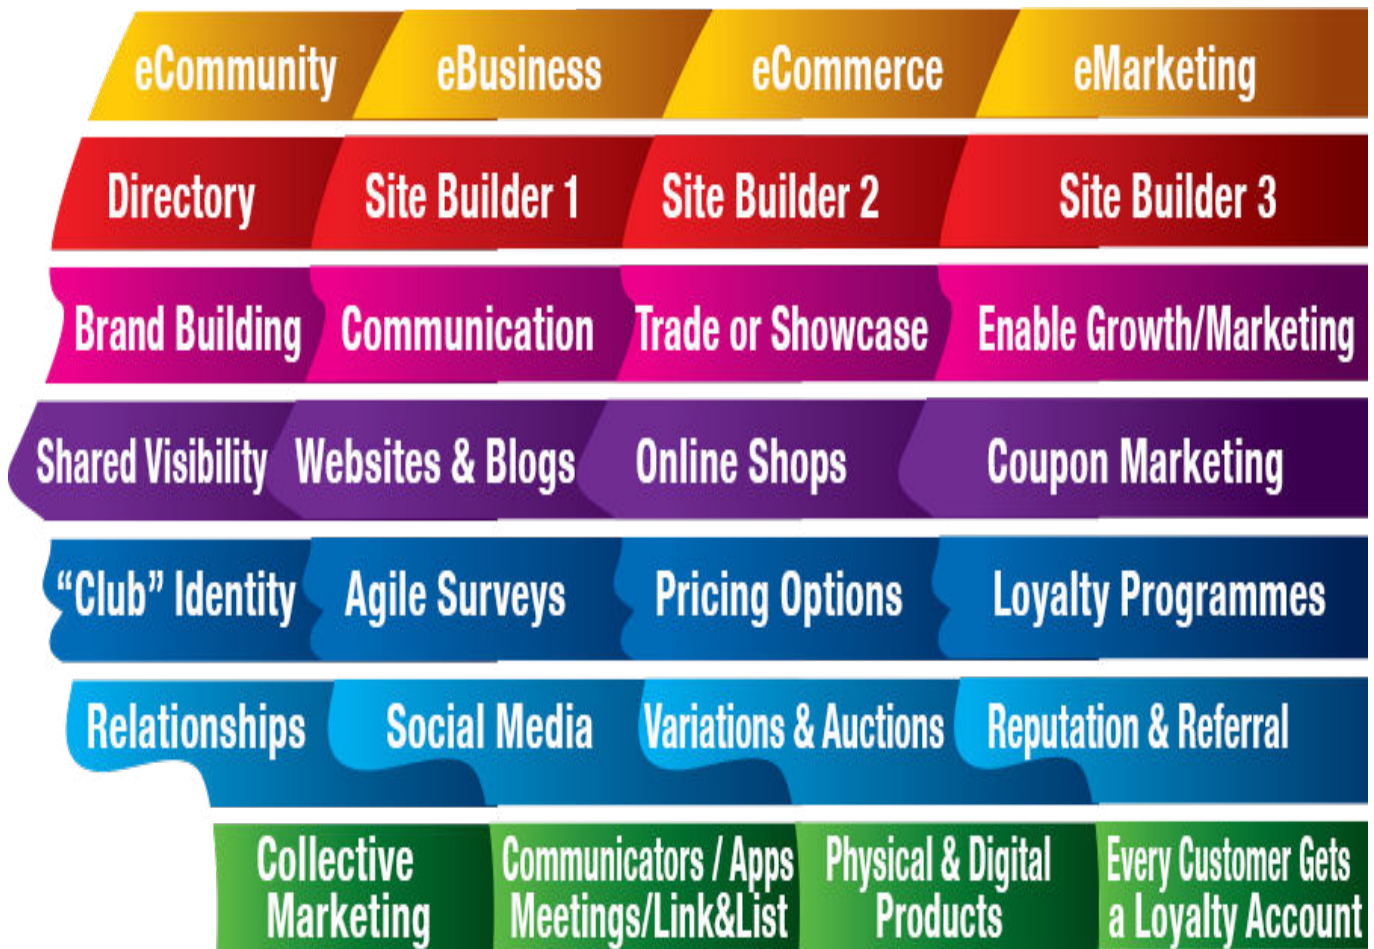 eCommunity eBusiness eCommerce eMarketing
Directory Site Builder 1 Site Builder 2 Site Builder 3
Brand Building Communication Trade or Showcase Enable Growth/Marketing
Shared Visibility Websites & Blogs Online Shops Coupon Marketing
“Club” Identity Agile Surveys Pricing Options Loyalty Programmes
Relationships Social Media Variations & Auctions Reputation & Referral
Collective Communicators / Apps Physical & Digital Every Customer Gets
Marketing Meetings/Link&List Products a Loyalty Account